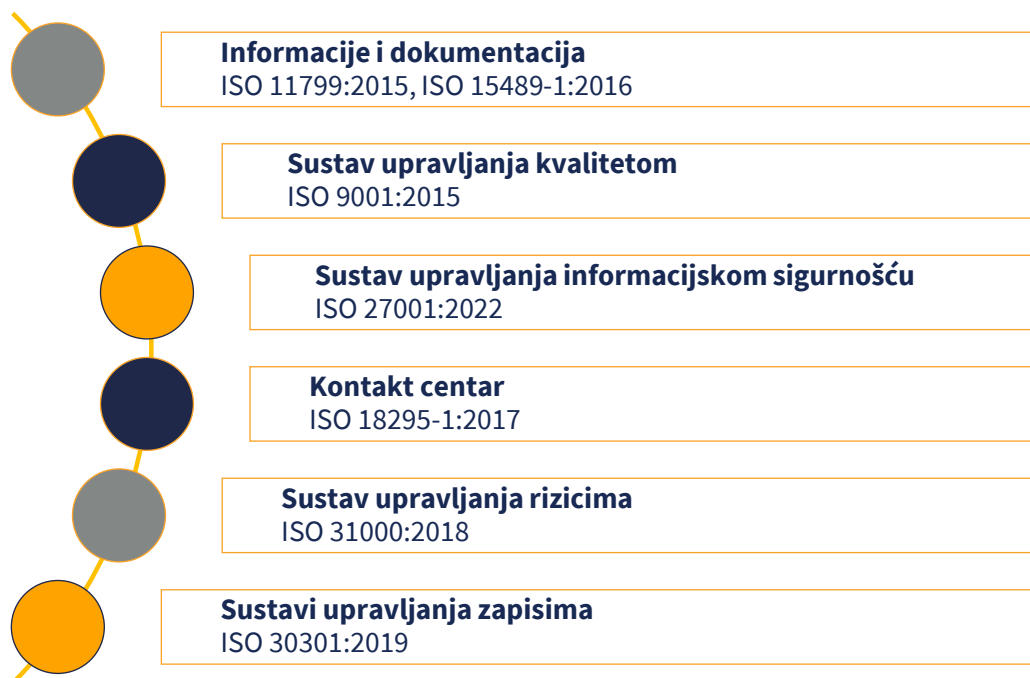 Informacije i dokumentacija
ISO 11799:2015, ISO 15489-1:2016
Sustav upravljanja kvalitetom
ISO 9001:2015
Sustav upravljanja informacijskom sigurnošću
ISO 27001:2022
Kontakt centar
ISO 18295-1:2017
Sustav upravljanja rizicima
ISO 31000:2018
Sustavi upravljanja zapisima
ISO 30301:2019